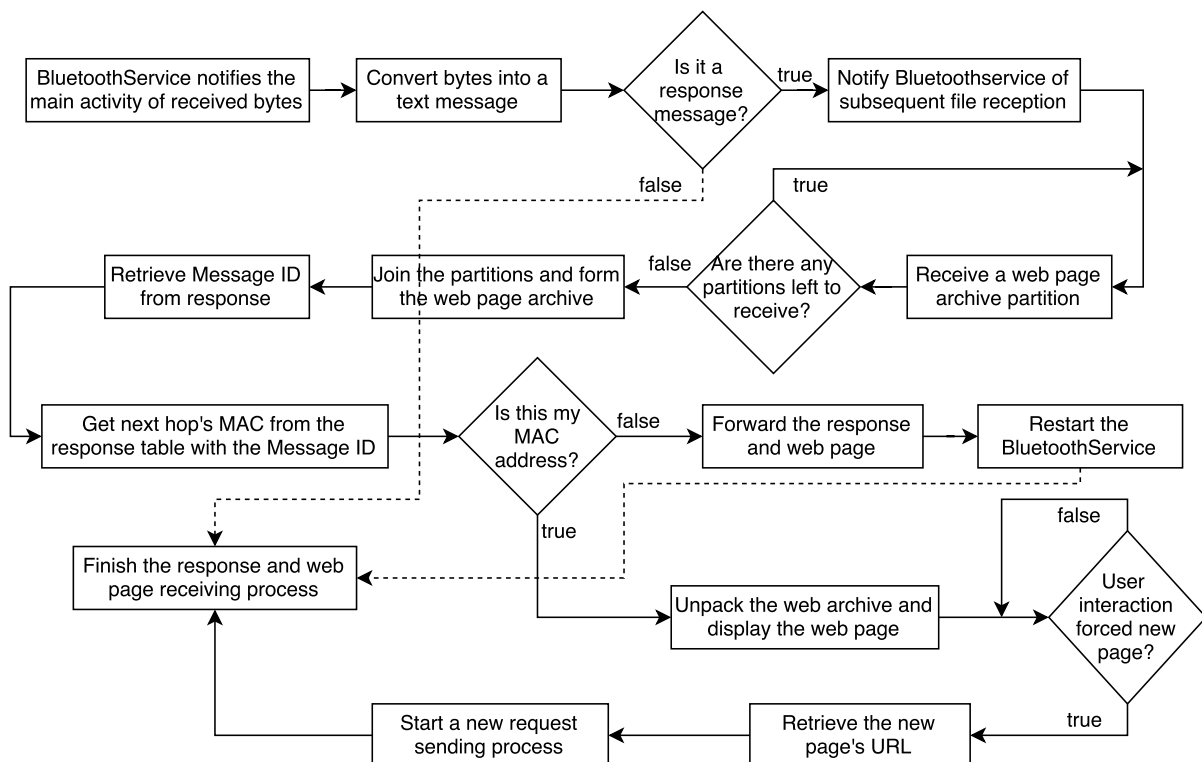 BluetoothService notifies the
main activity of received bytes
Convert bytes into a
text message
Is it a
response
message?
true
Notify Bluetoothservice of
subsequent file reception
false
true
Retrieve Message ID
from response
Join the partitions and form
the web page archive
false
Are there any
partitions left to
receive?
Receive a web page
archive partition
Get next hop's MAC from the
response table with the Message ID
Is this my
MAC
address?
false
Forward the response
and web page
Restart the
BluetoothService
true
false
Finish the response and web
page receiving process
Unpack the web archive and
display the web page
User
interaction
forced new
page?
true
Start a new request
sending process
Retrieve the new
page's URL